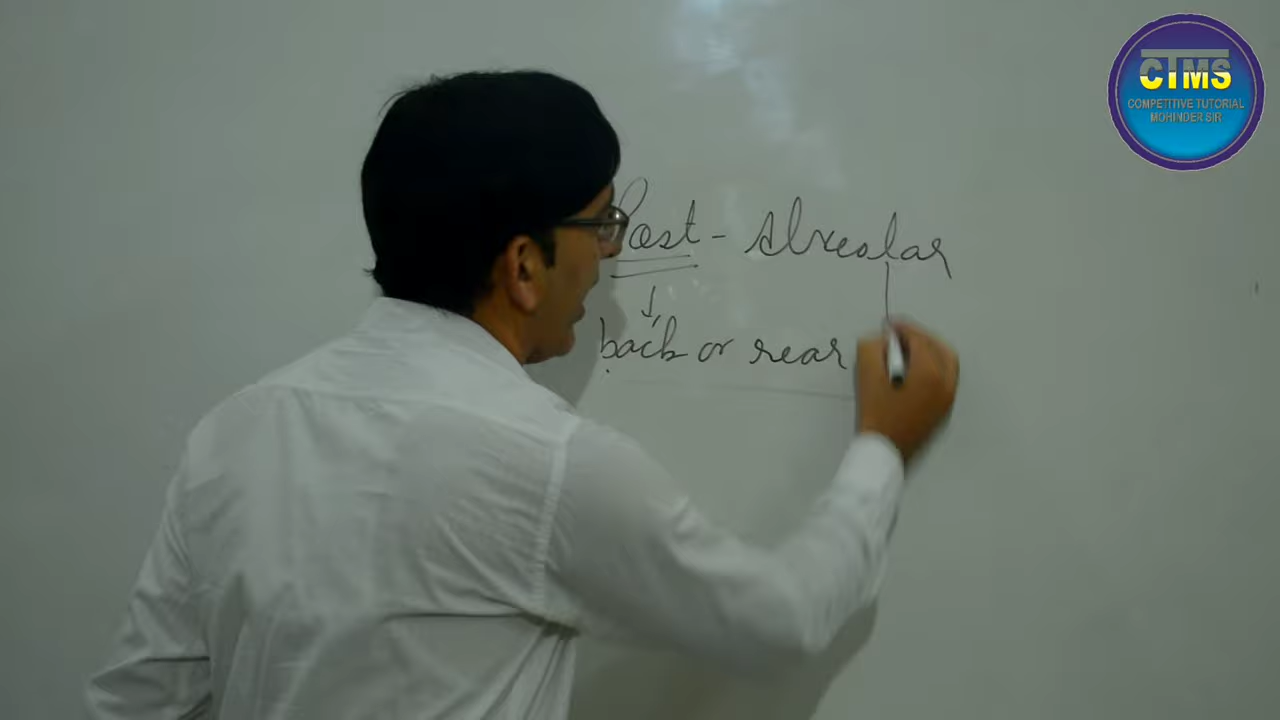 CTMS
COMPETITIVE TUTORIAL
MOHINDER SIR
Post - Alveolar
back or rear